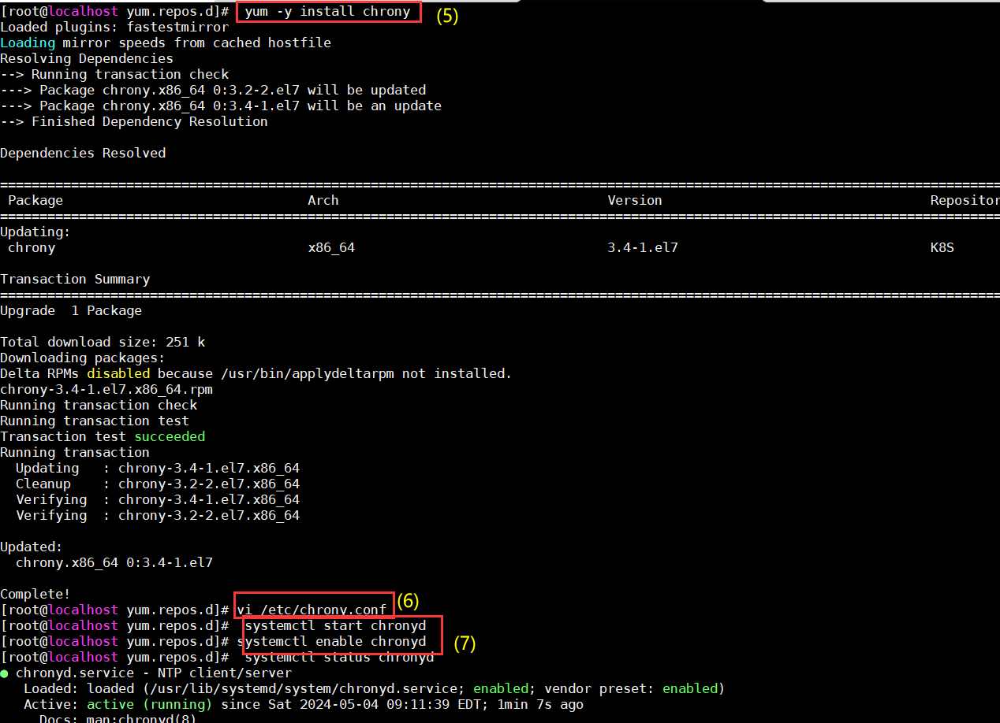 [root@localhost yum.repos.d]# yum -y install chrony (5)
Loaded plugins: fastestmirror
Loading mirror speeds from cached hostfile
Resolving Dependencies
--> Running transaction check
---> Package chrony.x86_64 0:3.2-2.el7 will be updated
---> Package chrony.x86_64 0:3.4-1.el7 will be an update
--> Finished Dependency Resolution
Dependencies Resolved
Package Arch Version Repositor
Updating:
chrony x86_64 3.4-1.el7 K8S
Transaction Summary
Upgrade 1 Package
Total download size: 251 k
Downloading packages:
Delta RPMs disabled because /usr/bin/applydeltarpm not installed.
chrony-3.4-1.el7.x86_64.rpm
Running transaction check
Running transaction test
Transaction test succeeded
Running transaction
Updating : chrony-3.4-1.el7.x86_64
Cleanup : chrony-3.2-2.el7.x86_64
Verifying : chrony-3.4-1.el7.x86_64
Verifying : chrony-3.2-2.el7.x86_64
Updated:
chrony.x86_64 0:3.4-1.el7
Complete!
[root@localhost yum.repos.d]# vi /etc/chrony.conf (6)
[root@localhost yum.repos.d]# systemctl start chronyd
[root@localhost yum.repos.d]# systemctl enable chronyd (7)
[root@localhost yum.repos.d]# systemctl status chronyd
● chronyd.service - NTP client/server
Loaded: loaded (/usr/lib/systemd/system/chronyd.service; enabled; vendor preset: enabled)
Active: active (running) since Sat 2024-05-04 09:11:39 EDT; 1min 7s ago
Docs: man:chronyd(8)